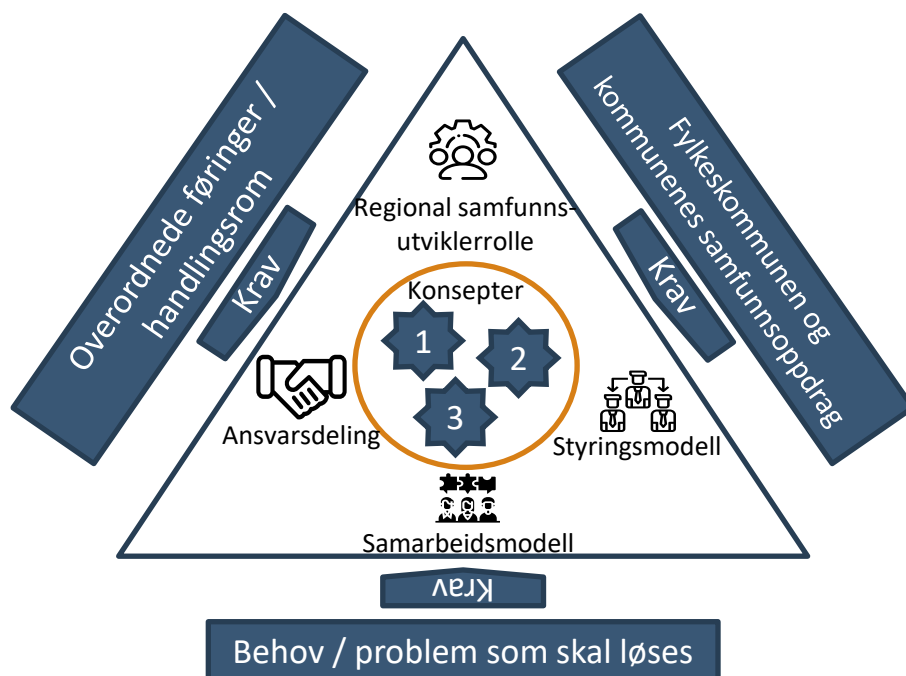 Overordnede føringer /
handlingsrom
Krav
Fylkeskommunen og
kommunenes samfunnsoppdrag
Krav
Regional samfunns-
utviklerrolle
Konsepter
1
2
3
Ansvarsdeling
Styringsmodell
Samarbeidsmodell
Krav
Behov / problem som skal løses